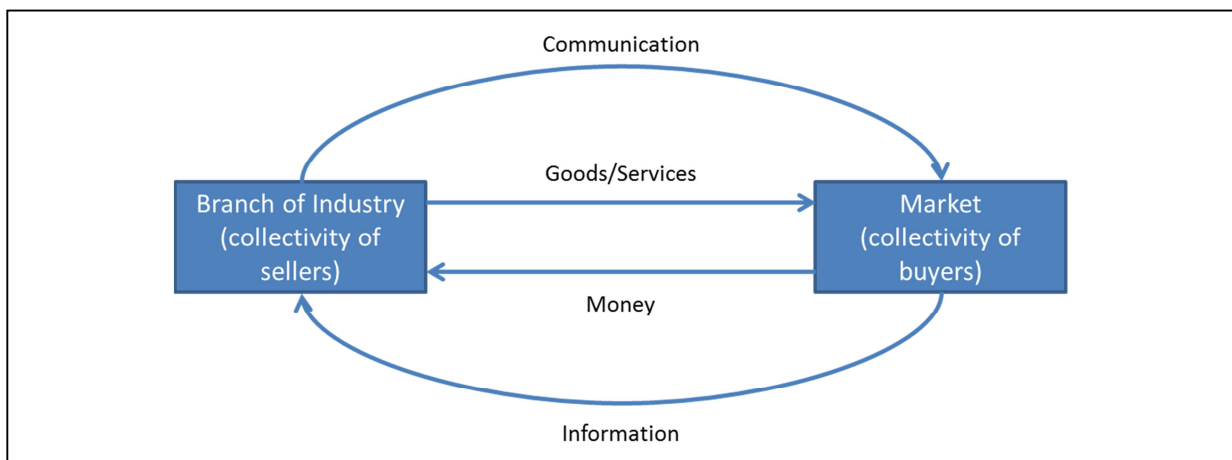 Communication
Goods/Services
Branch of Industry
(collectivity of
sellers)
Market
(collectivity of
buyers)
Money
Information